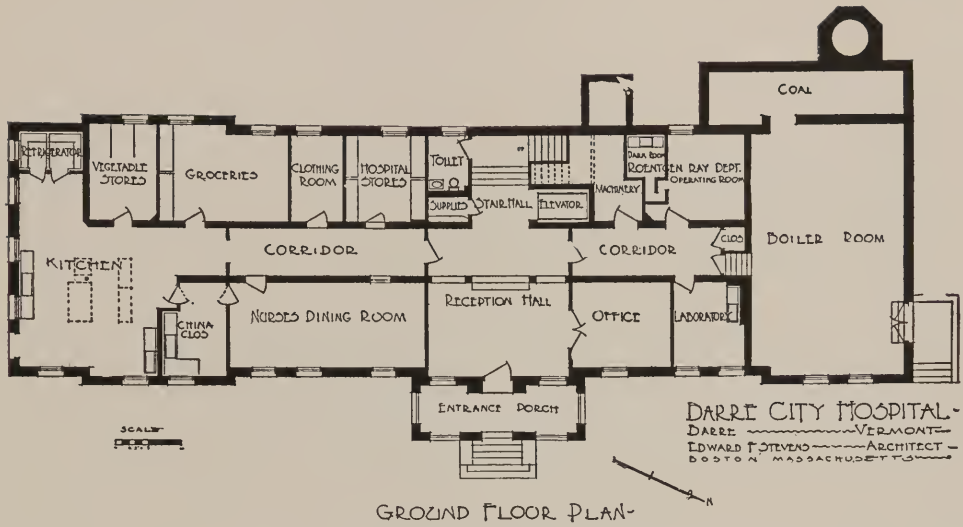 COAL
REFRIGERATOR
VEGETABLE
STORES
GROCERIES
CLOTHING
ROOM
HOSPITAL
STORES
TOILET
SUPPLIES
STAIR HALL
ELEVATOR
MACHINERY
DARK ROOM
ROENTGEN RAY DEPT.
OPERATING ROOM
BOILER ROOM
CORRIDOR
CORRIDOR
CLOS
KITCHEN
CHINA
CLOS
NURSES DINING ROOM
RECEPTION HALL
OFFICE
LABORATORY
ENTRANCE PORCH
SCALE
DARRE CITY HOSPITAL-
DARRE VERMONT
EDWARD F. STEVENS ARCHITECT
BOSTON MASSACHUSETTS
N
GROUND FLOOR PLAN-